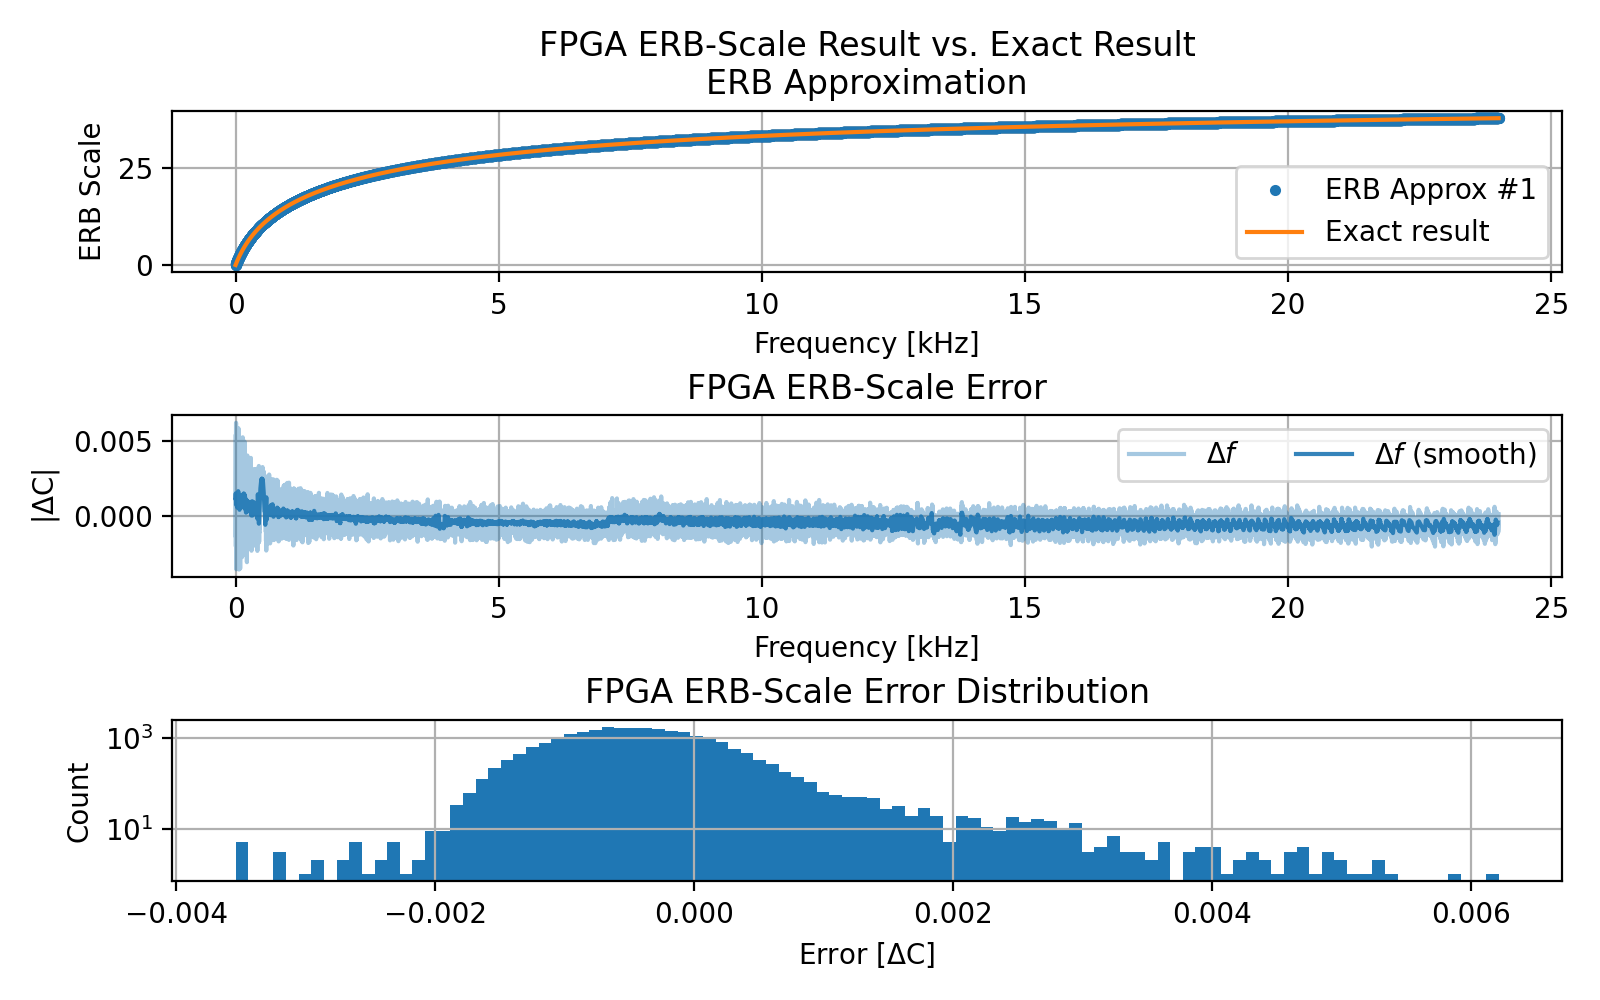 FPGA ERB-Scale Result vs. Exact Result
ERB Approximation
ERB Scale
25
0
ERB Approx #1
Exact result
0 5 10 15 20 25
Frequency [kHz]
FPGA ERB-Scale Error
|ΔC|
0.005
0.000
Δf Δf (smooth)
0 5 10 15 20 25
Frequency [kHz]
FPGA ERB-Scale Error Distribution
Count
10³
10¹
−0.004 −0.002 0.000 0.002 0.004 0.006
Error [ΔC]